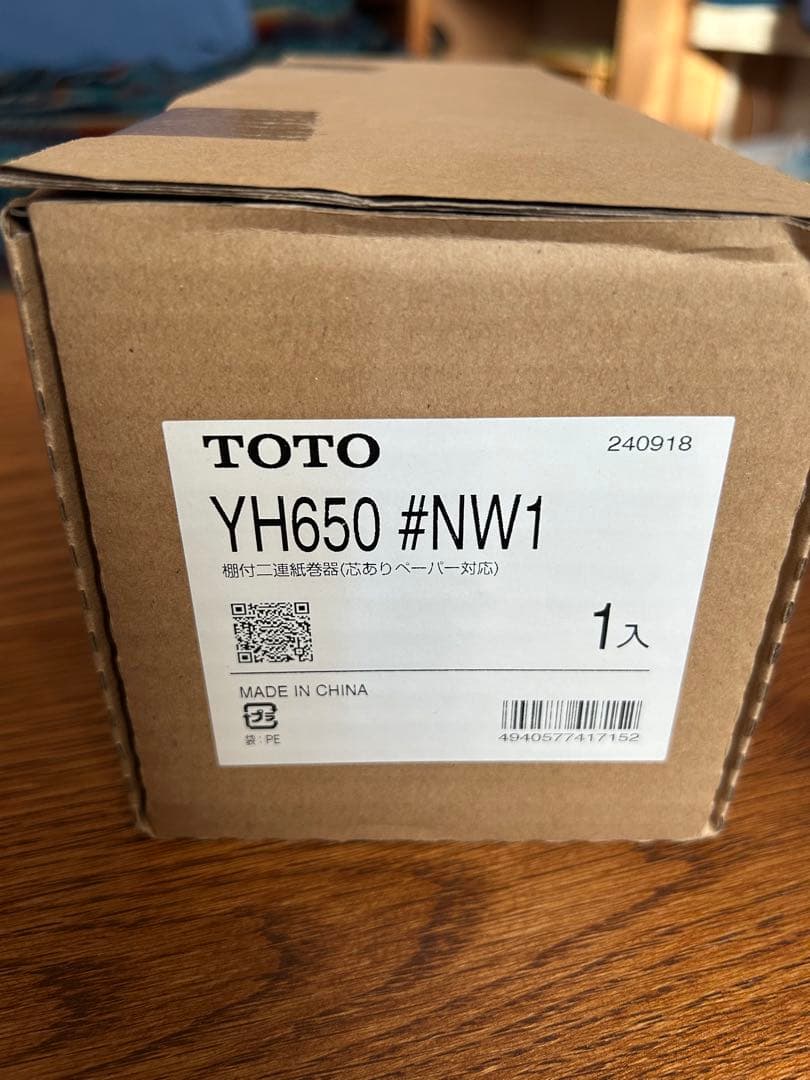 TOTO
240918
YH650 #NW1
棚付二連紙巻器(芯ありペーパー対応)
1入
MADE IN CHINA
プラ
袋:PE
4940577417152